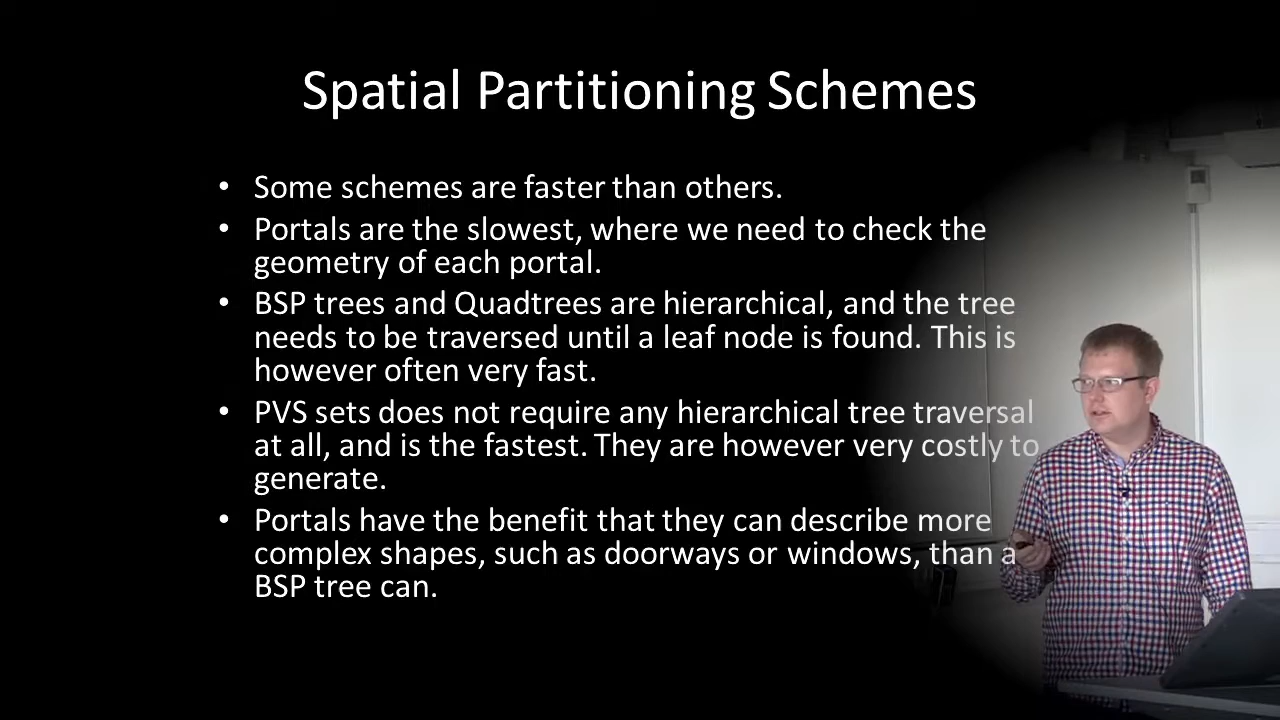 Spatial Partitioning Schemes
• Some schemes are faster than others.
• Portals are the slowest, where we need to check the
geometry of each portal.
• BSP trees and Quadtrees are hierarchical, and the tree
needs to be traversed until a leaf node is found. This is
however often very fast.
• PVS sets does not require any hierarchical tree traversal
at all, and is the fastest. They are however very costly to
generate.
• Portals have the benefit that they can describe more
complex shapes, such as doorways or windows, than a
BSP tree can.